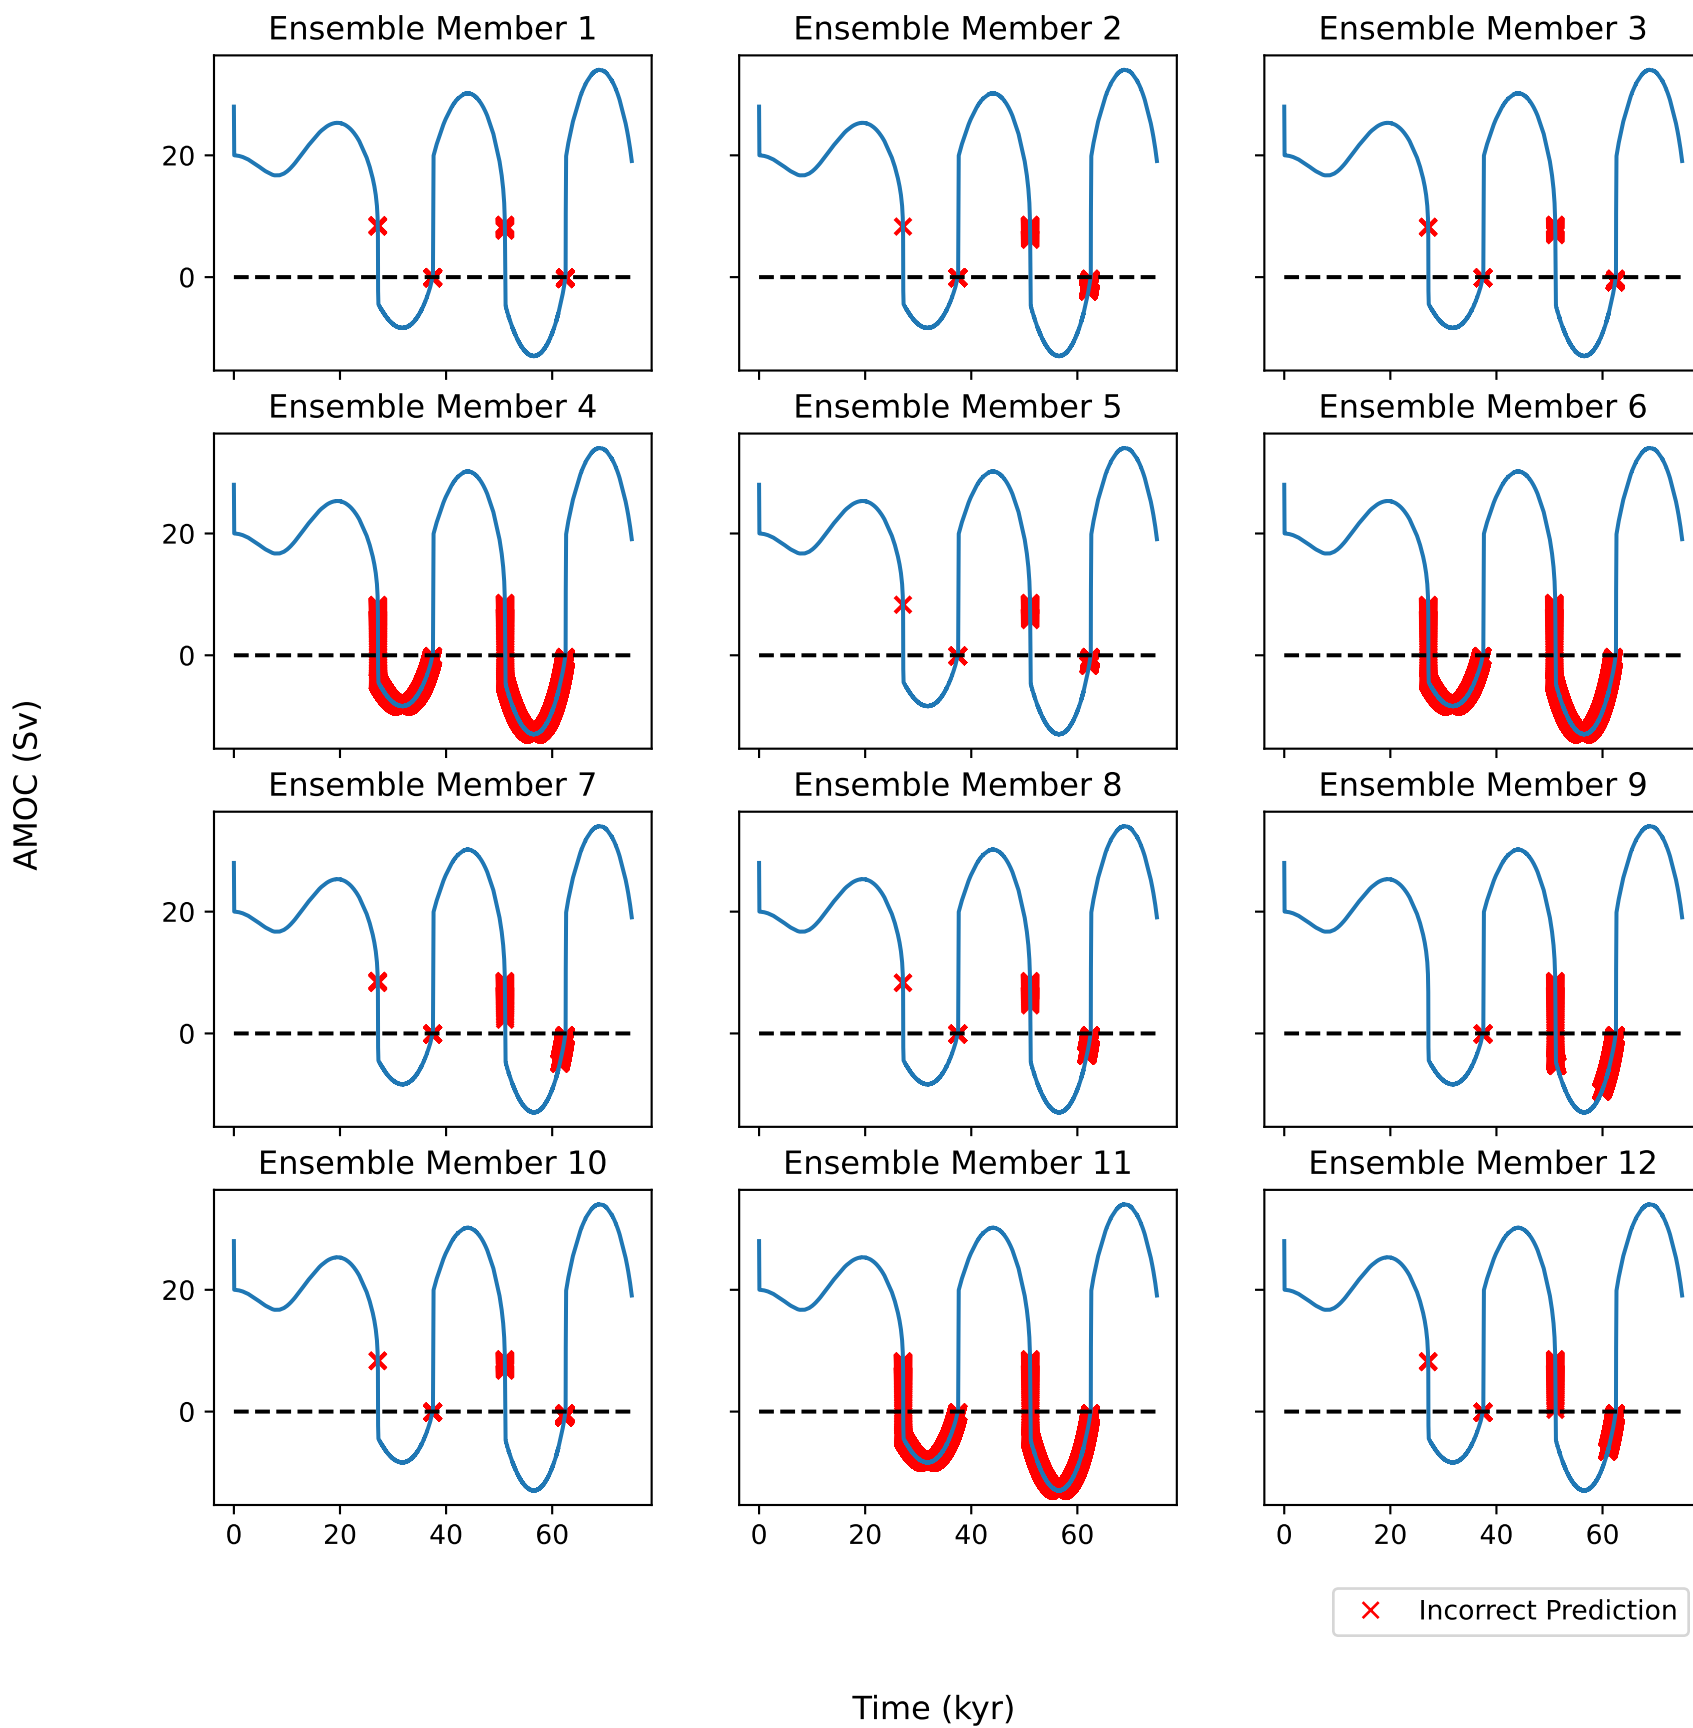 Ensemble Member 1
Ensemble Member 2
Ensemble Member 3
20
0
Ensemble Member 4
Ensemble Member 5
Ensemble Member 6
20
0
AMOC (Sv)
Ensemble Member 7
Ensemble Member 8
Ensemble Member 9
20
0
Ensemble Member 10
Ensemble Member 11
Ensemble Member 12
20
0
0 20 40 60
0 20 40 60
0 20 40 60
Incorrect Prediction
Time (kyr)